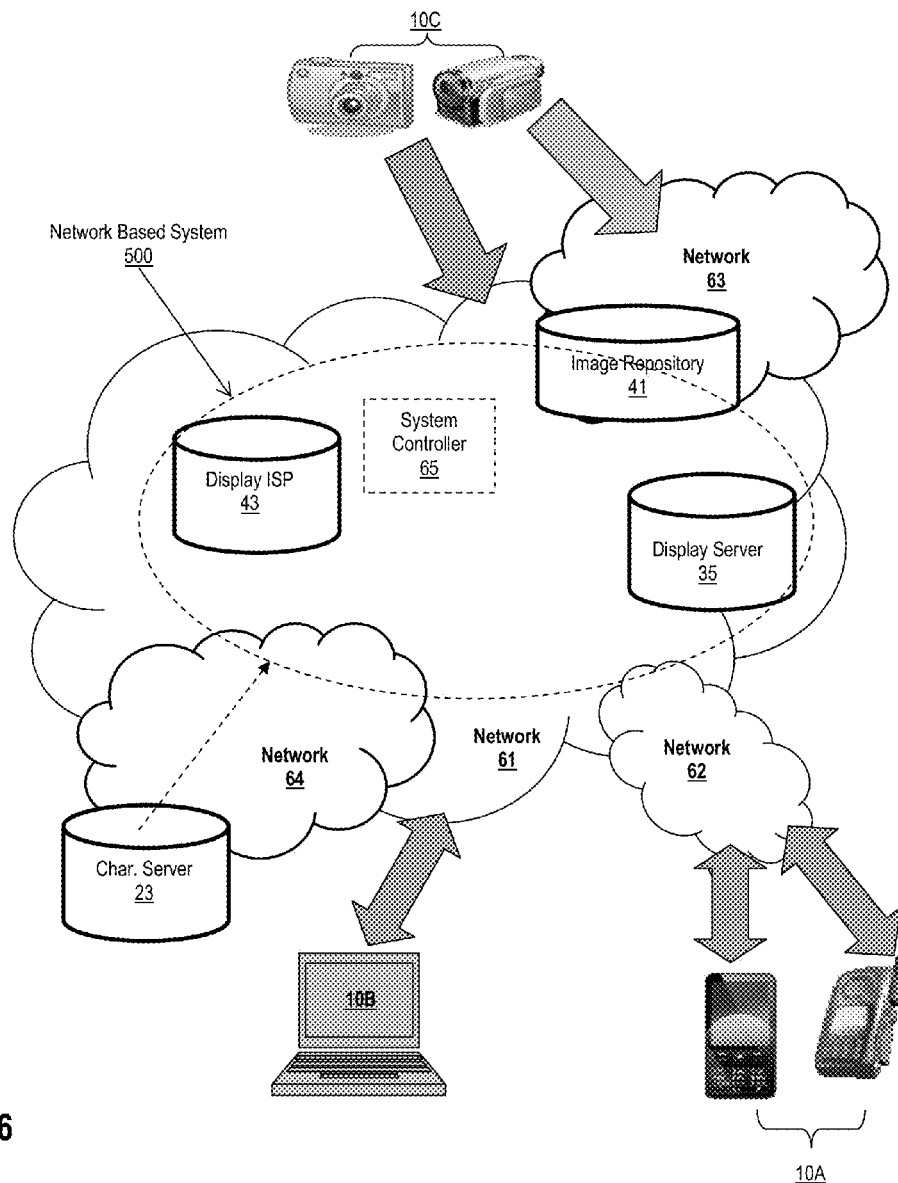 10C
Network Based System
500
Network
63
Image Repository
41
System
Controller
65
Display ISP
43
Display Server
35
Network
64
Network
61
Network
62
Char. Server
23
10B
6
10A